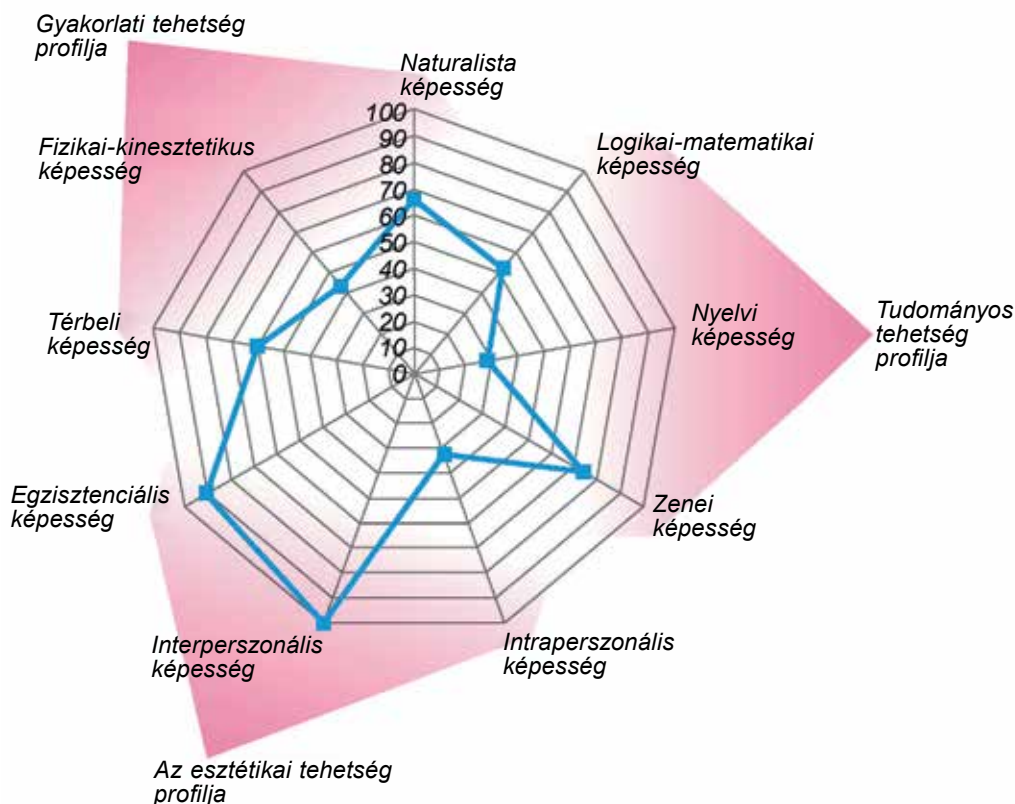 Gyakorlati tehetség
profilja
Naturalista
képesség
Fizikai-kinesztetikus
képesség
Logikai-matematikai
képesség
100
90
80
70
60
50
40
30
20
10
0
Térbeli
képesség
Nyelvi
képesség
Tudományos
tehetség
profilja
Egzisztenciális
képesség
Zenei
képesség
Interperszonális
képesség
Intraperszonális
képesség
Az esztétikai tehetség
profilja